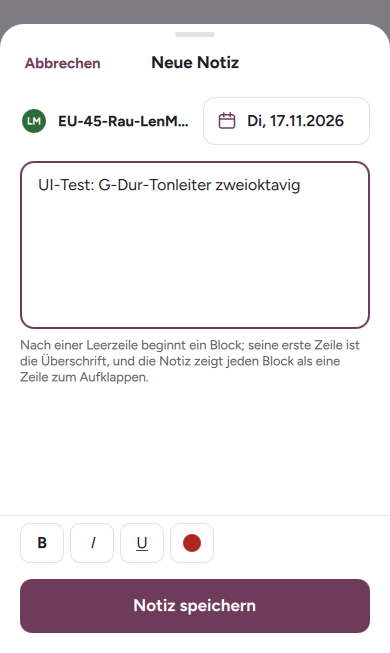 Abbrechen
Neue Notiz
LM
EU-45-Rau-LenM...
Di, 17.11.2026
UI-Test: G-Dur-Tonleiter zweioktavig
Nach einer Leerzeile beginnt ein Block; seine erste Zeile ist
die Überschrift, und die Notiz zeigt jeden Block als eine
Zeile zum Aufklappen.
B
I
U
Notiz speichern